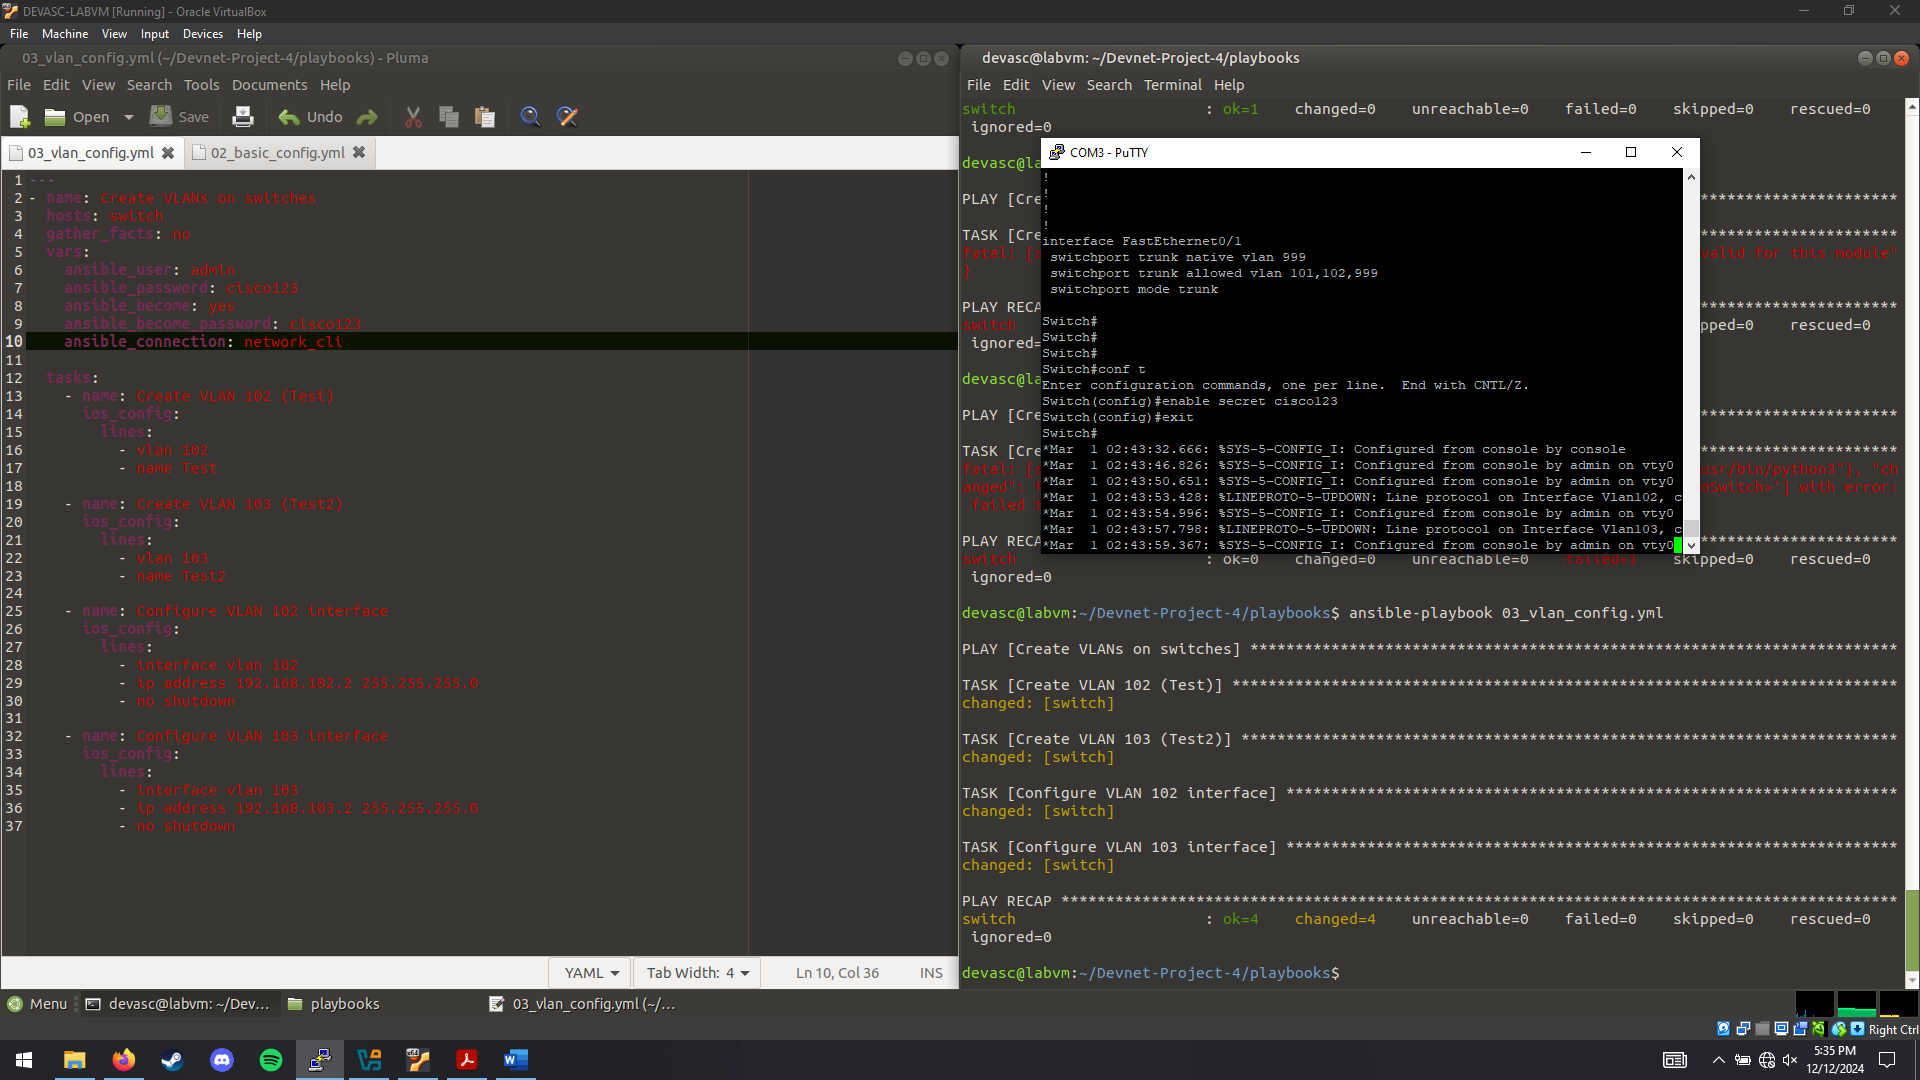 DEVASC-LABVM [Running] - Oracle VirtualBox
File Machine View Input Devices Help
03_vlan_config.yml (~/Devnet-Project-4/playbooks) - Pluma
File Edit View Search Tools Documents Help
Open Save Undo
03_vlan_config.yml 02_basic_config.yml
1 ---
2 - name: Create VLANs on switches
3 hosts: switch
4 gather_facts: no
5 vars:
6 ansible_user: admin
7 ansible_password: cisco123
8 ansible_become: yes
9 ansible_become_password: cisco123
10 ansible_connection: network_cli
11
12 tasks:
13 - name: Create VLAN 102 (Test)
14 ios_config:
15 lines:
16 - vlan 102
17 - name Test
18
19 - name: Create VLAN 103 (Test2)
20 ios_config:
21 lines:
22 - vlan 103
23 - name Test2
24
25 - name: Configure VLAN 102 interface
26 ios_config:
27 lines:
28 - interface vlan 102
29 - ip address 192.168.102.2 255.255.255.0
30 - no shutdown
31
32 - name: Configure VLAN 103 interface
33 ios_config:
34 lines:
35 - interface vlan 103
36 - ip address 192.168.103.2 255.255.255.0
37 - no shutdown
YAML Tab Width: 4 Ln 10, Col 36 INS
devasc@labvm: ~/Devnet-Project-4/playbooks
File Edit View Search Terminal Help
switch : ok=1 changed=0 unreachable=0 failed=0 skipped=0 rescued=0
ignored=0
devasc@la
PLAY [Cre **********************
TASK [Cre **********************
fatal: [s valid for this module"
}
PLAY RECA **********************
switch pped=0 rescued=0
ignored=0
devasc@la
PLAY [Cre **********************
TASK [Cre **********************
fatal: [s usr/bin/python3"}, "ch
anged": f nSwitch>'] with error:
failed t
PLAY RECA **********************
switch : ok=0 changed=0 unreachable=0 failed=1 skipped=0 rescued=0
ignored=0
COM3 - PuTTY
!
!
!
!
interface FastEthernet0/1
switchport trunk native vlan 999
switchport trunk allowed vlan 101,102,999
switchport mode trunk
Switch#
Switch#
Switch#
Switch#conf t
Enter configuration commands, one per line. End with CNTL/Z.
Switch(config)#enable secret cisco123
Switch(config)#exit
Switch#
*Mar 1 02:43:32.666: %SYS-5-CONFIG_I: Configured from console by console
*Mar 1 02:43:46.826: %SYS-5-CONFIG_I: Configured from console by admin on vty0
*Mar 1 02:43:50.651: %SYS-5-CONFIG_I: Configured from console by admin on vty0
*Mar 1 02:43:53.428: %LINEPROTO-5-UPDOWN: Line protocol on Interface Vlan102, c
*Mar 1 02:43:54.996: %SYS-5-CONFIG_I: Configured from console by admin on vty0
*Mar 1 02:43:57.798: %LINEPROTO-5-UPDOWN: Line protocol on Interface Vlan103, c
*Mar 1 02:43:59.367: %SYS-5-CONFIG_I: Configured from console by admin on vty0
devasc@labvm:~/Devnet-Project-4/playbooks$ ansible-playbook 03_vlan_config.yml
PLAY [Create VLANs on switches] ************************************************************************
TASK [Create VLAN 102 (Test)] **************************************************************************
changed: [switch]
TASK [Create VLAN 103 (Test2)] *************************************************************************
changed: [switch]
TASK [Configure VLAN 102 interface] ********************************************************************
changed: [switch]
TASK [Configure VLAN 103 interface] ********************************************************************
changed: [switch]
PLAY RECAP *********************************************************************************************
switch : ok=4 changed=4 unreachable=0 failed=0 skipped=0 rescued=0
ignored=0
devasc@labvm:~/Devnet-Project-4/playbooks$
Menu devasc@labvm: ~/Dev... playbooks 03_vlan_config.yml (~/...
Right Ctrl
5:35 PM
12/12/2024